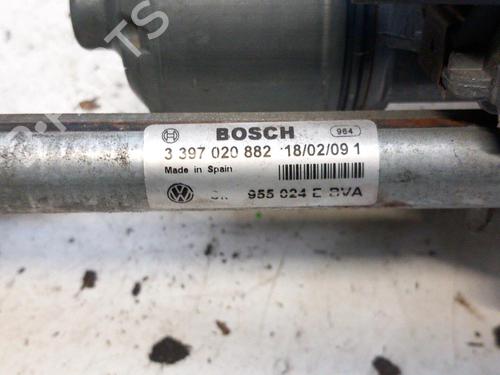 BOSCH 964
3 397 020 882 18/02/09 1
Made in Spain
955 024 E BVA